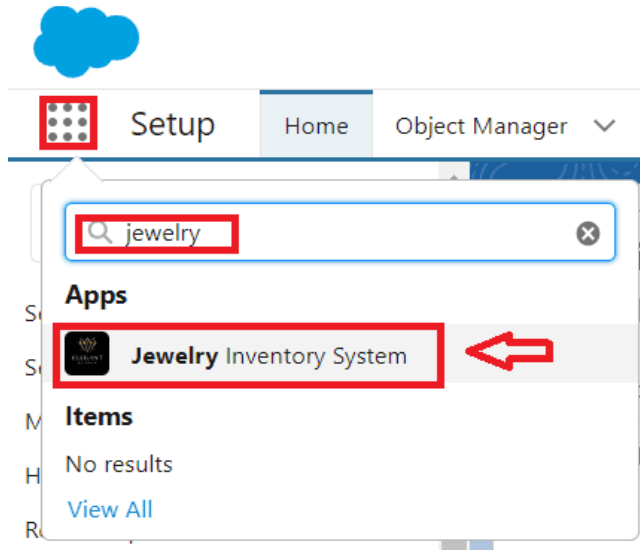 Setup
Home
Object Manager
jewelry
Apps
Jewelry Inventory System
Items
No results
View All